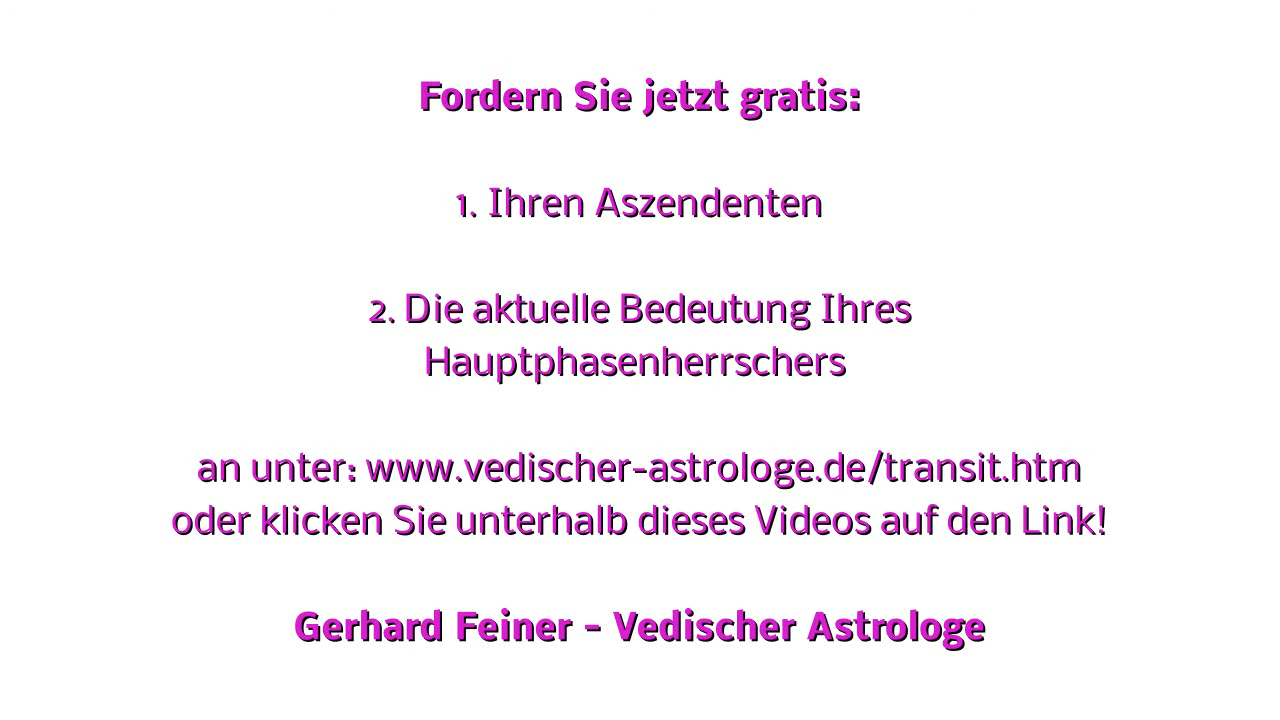 Fordern Sie jetzt gratis:
1. Ihren Aszendenten
2. Die aktuelle Bedeutung Ihres
Hauptphasenherrschers
an unter: www.vedischer-astrologe.de/transit.htm
oder klicken Sie unterhalb dieses Videos auf den Link!
Gerhard Feiner - Vedischer Astrologe